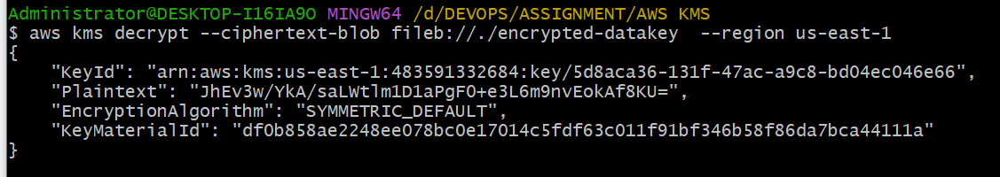 Administrator@DESKTOP-I16IA9O MINGW64 /d/DEVOPS/ASSIGNMENT/AWS KMS
$ aws kms decrypt --ciphertext-blob fileb://./encrypted-datakey  --region us-east-1
{
    "KeyId": "arn:aws:kms:us-east-1:483591332684:key/5d8aca36-131f-47ac-a9c8-bd04ec046e66",
    "Plaintext": "JhEv3w/YkA/saLWtlm1D1aPgFO+e3L6m9nvEokAf8KU=",
    "EncryptionAlgorithm": "SYMMETRIC_DEFAULT",
    "KeyMaterialId": "df0b858ae2248ee078bc0e17014c5fdf63c011f91bf346b58f86da7bca44111a"
}